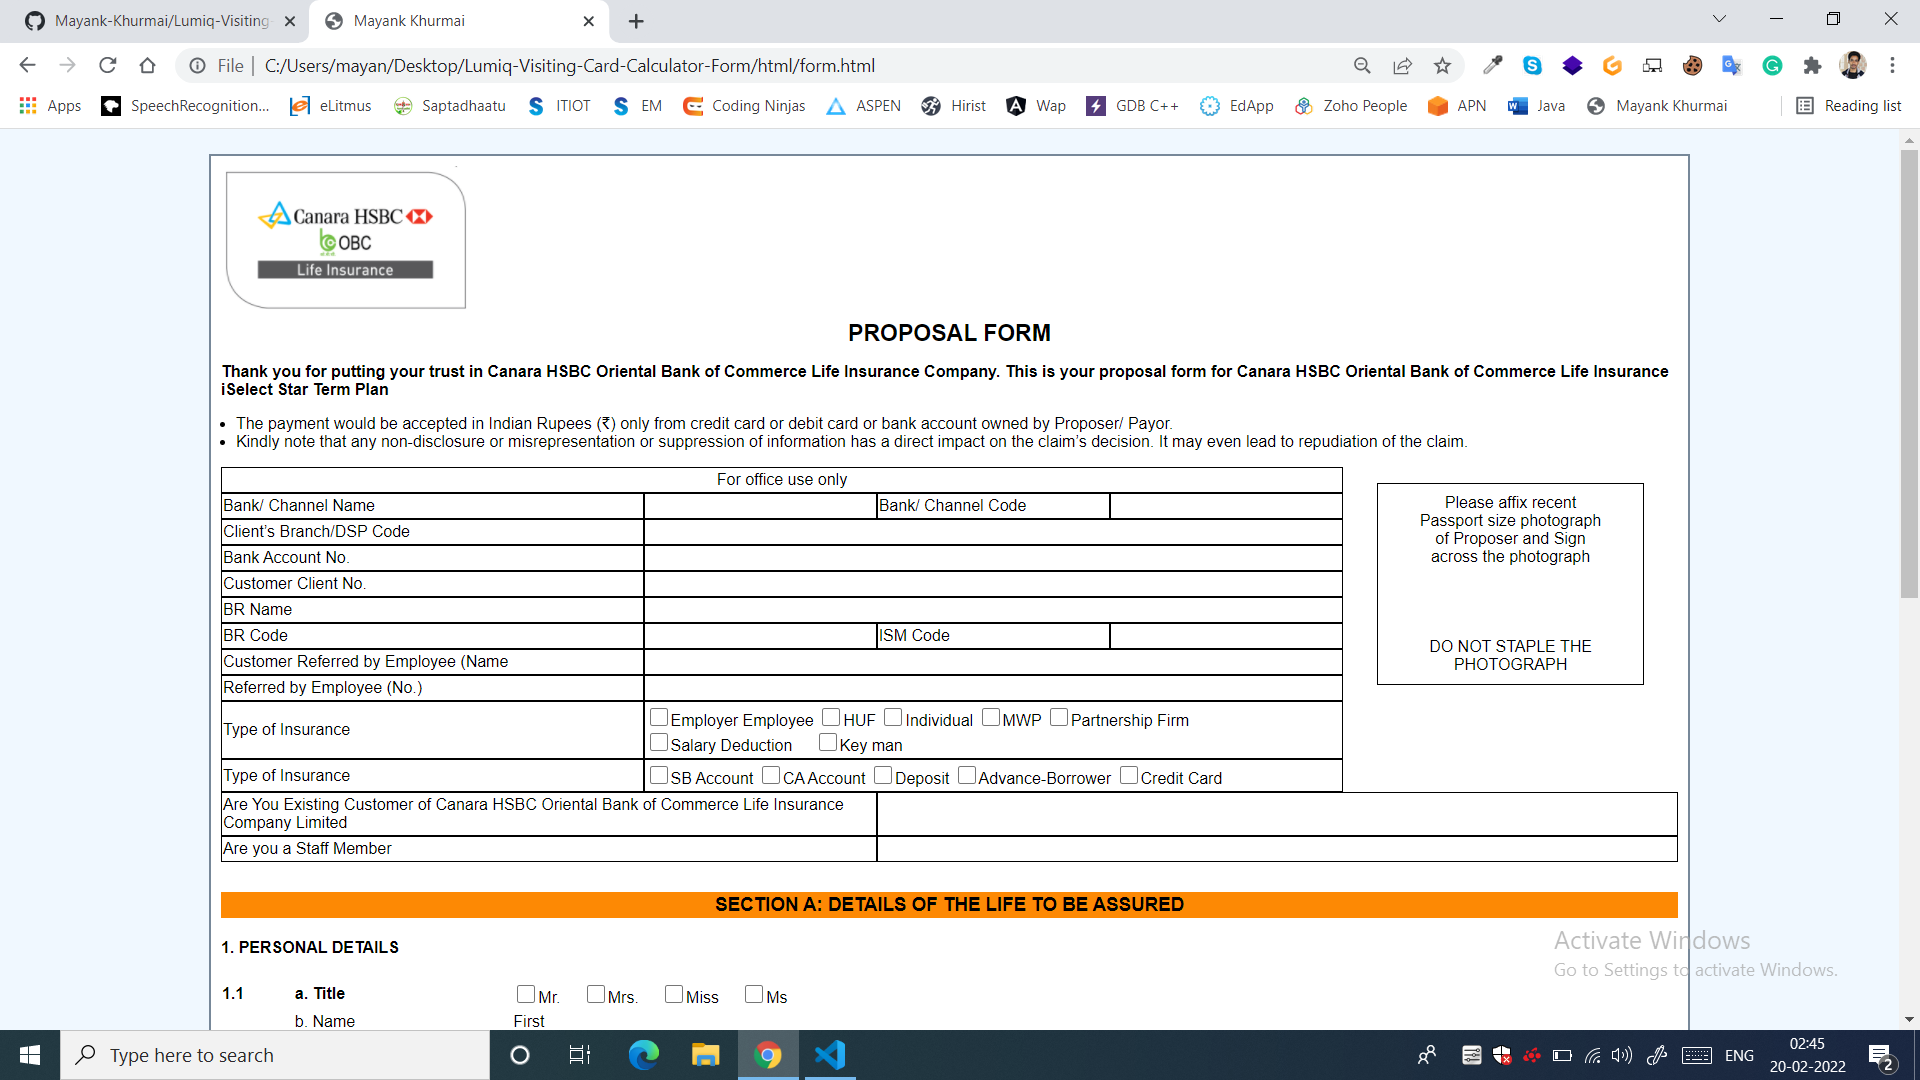 Mayank-Khurmai/Lumiq-Visiting-
Mayank Khurmai
File
C:/Users/mayan/Desktop/Lumiq-Visiting-Card-Calculator-Form/html/form.html
Apps
SpeechRecognition...
eLitmus
Saptadhaatu
ITIOT
EM
Coding Ninjas
ASPEN
Hirist
Wap
GDB C++
EdApp
Zoho People
APN
Java
Mayank Khurmai
Reading list
Canara HSBC
OBC
Life Insurance
PROPOSAL FORM
Thank you for putting your trust in Canara HSBC Oriental Bank of Commerce Life Insurance Company. This is your proposal form for Canara HSBC Oriental Bank of Commerce Life Insurance
iSelect Star Term Plan
• The payment would be accepted in Indian Rupees (₹) only from credit card or debit card or bank account owned by Proposer/ Payor.
• Kindly note that any non-disclosure or misrepresentation or suppression of information has a direct impact on the claim's decision. It may even lead to repudiation of the claim.
For office use only
Bank/ Channel Name Bank/ Channel Code
Client's Branch/DSP Code
Bank Account No.
Customer Client No.
BR Name
BR Code ISM Code
Customer Referred by Employee (Name
Referred by Employee (No.)
Type of Insurance
Employer Employee HUF Individual MWP Partnership Firm
Salary Deduction Key man
Type of Insurance
SB Account CA Account Deposit Advance-Borrower Credit Card
Are You Existing Customer of Canara HSBC Oriental Bank of Commerce Life Insurance
Company Limited
Are you a Staff Member
Please affix recent
Passport size photograph
of Proposer and Sign
across the photograph
DO NOT STAPLE THE
PHOTOGRAPH
SECTION A: DETAILS OF THE LIFE TO BE ASSURED
1. PERSONAL DETAILS
1.1 a. Title Mr. Mrs. Miss Ms
b. Name First
Activate Windows
Go to Settings to activate Windows.
Type here to search
ENG
02:45
20-02-2022
2